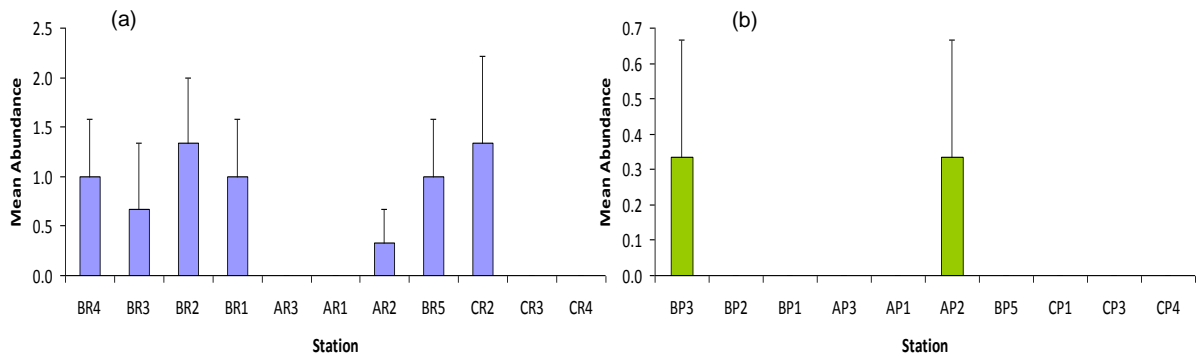 (a)
Mean Abundance
2.5
2.0
1.5
1.0
0.5
0.0
BR4 BR3 BR2 BR1 AR3 AR1 AR2 BR5 CR2 CR3 CR4
Station
(b)
Mean Abundance
0.7
0.6
0.5
0.4
0.3
0.2
0.1
0.0
BP3 BP2 BP1 AP3 AP1 AP2 BP5 CP1 CP3 CP4
Station